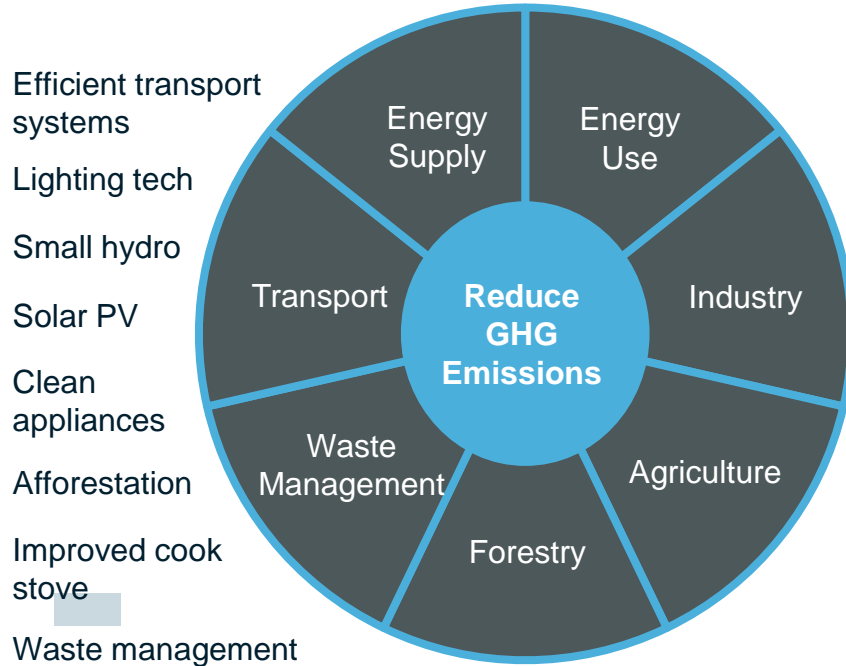 Efficient transport
systems
Lighting tech
Small hydro
Solar PV
Clean
appliances
Afforestation
Improved cook
stove
Waste management
Energy
Supply
Energy
Use
Transport
Reduce
GHG
Emissions
Industry
Waste
Management
Agriculture
Forestry